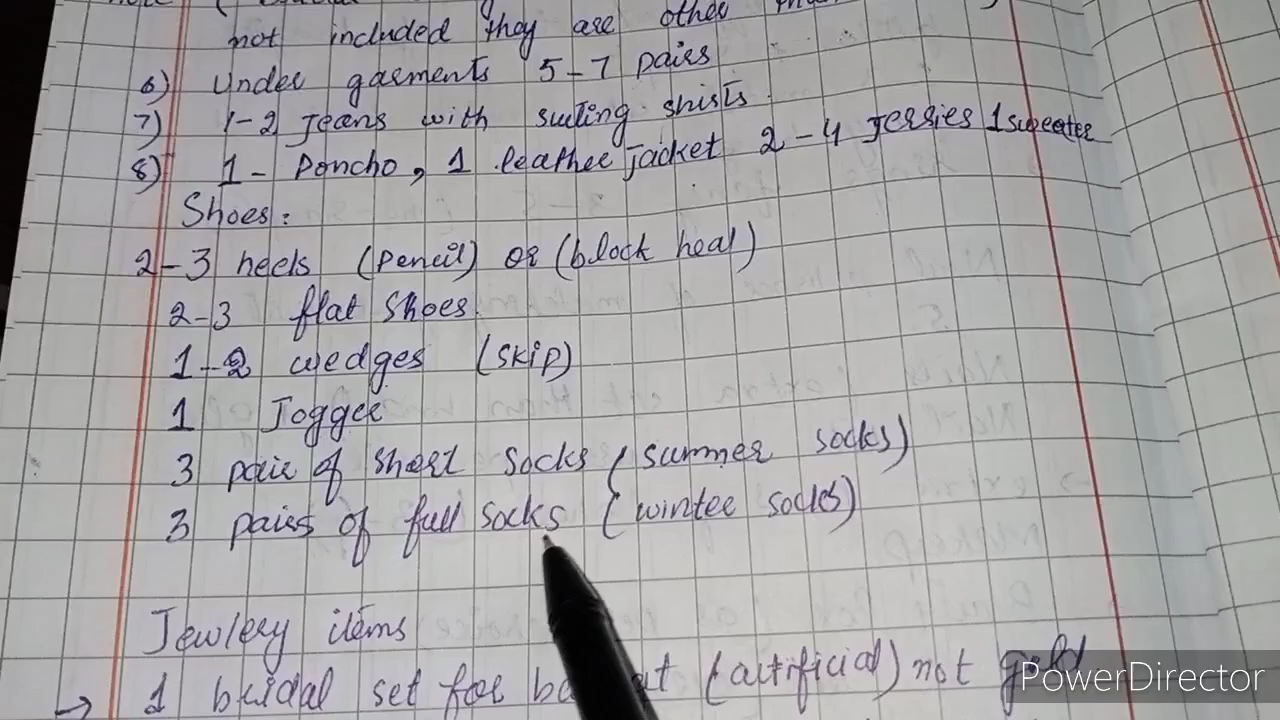 not included they are other
6) Under garments 5-7 pairs
7) 1-2 Jeans with suiting shirts.
8) 1- Poncho, 1 leather jacket 2-4 Jersies 1 sweater
Shoes:
2-3 heels (Pencil) or (block heal)
2-3 flat shoes.
1-2 wedges (skip)
1 Jogger
3 pair of short socks (summer socks)
3 pairs of full socks (winter socks)
Jewlery items
→ 1 bridal set for (artificial) not gold
PowerDirector